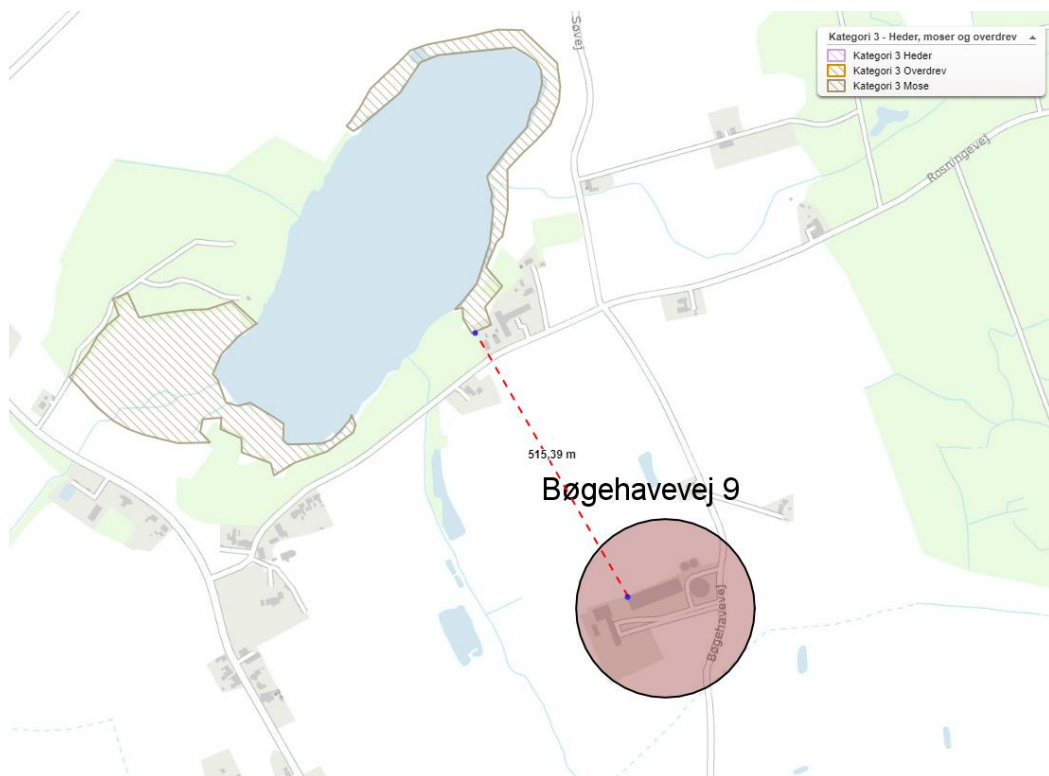 Kategori 3 - Heder, moser og overdrev
Kategori 3 Heder
Kategori 3 Overdrev
Kategori 3 Mose
Søvej
Rosningevej
515,39 m
Bøgehavevej 9
Bøgehavevej